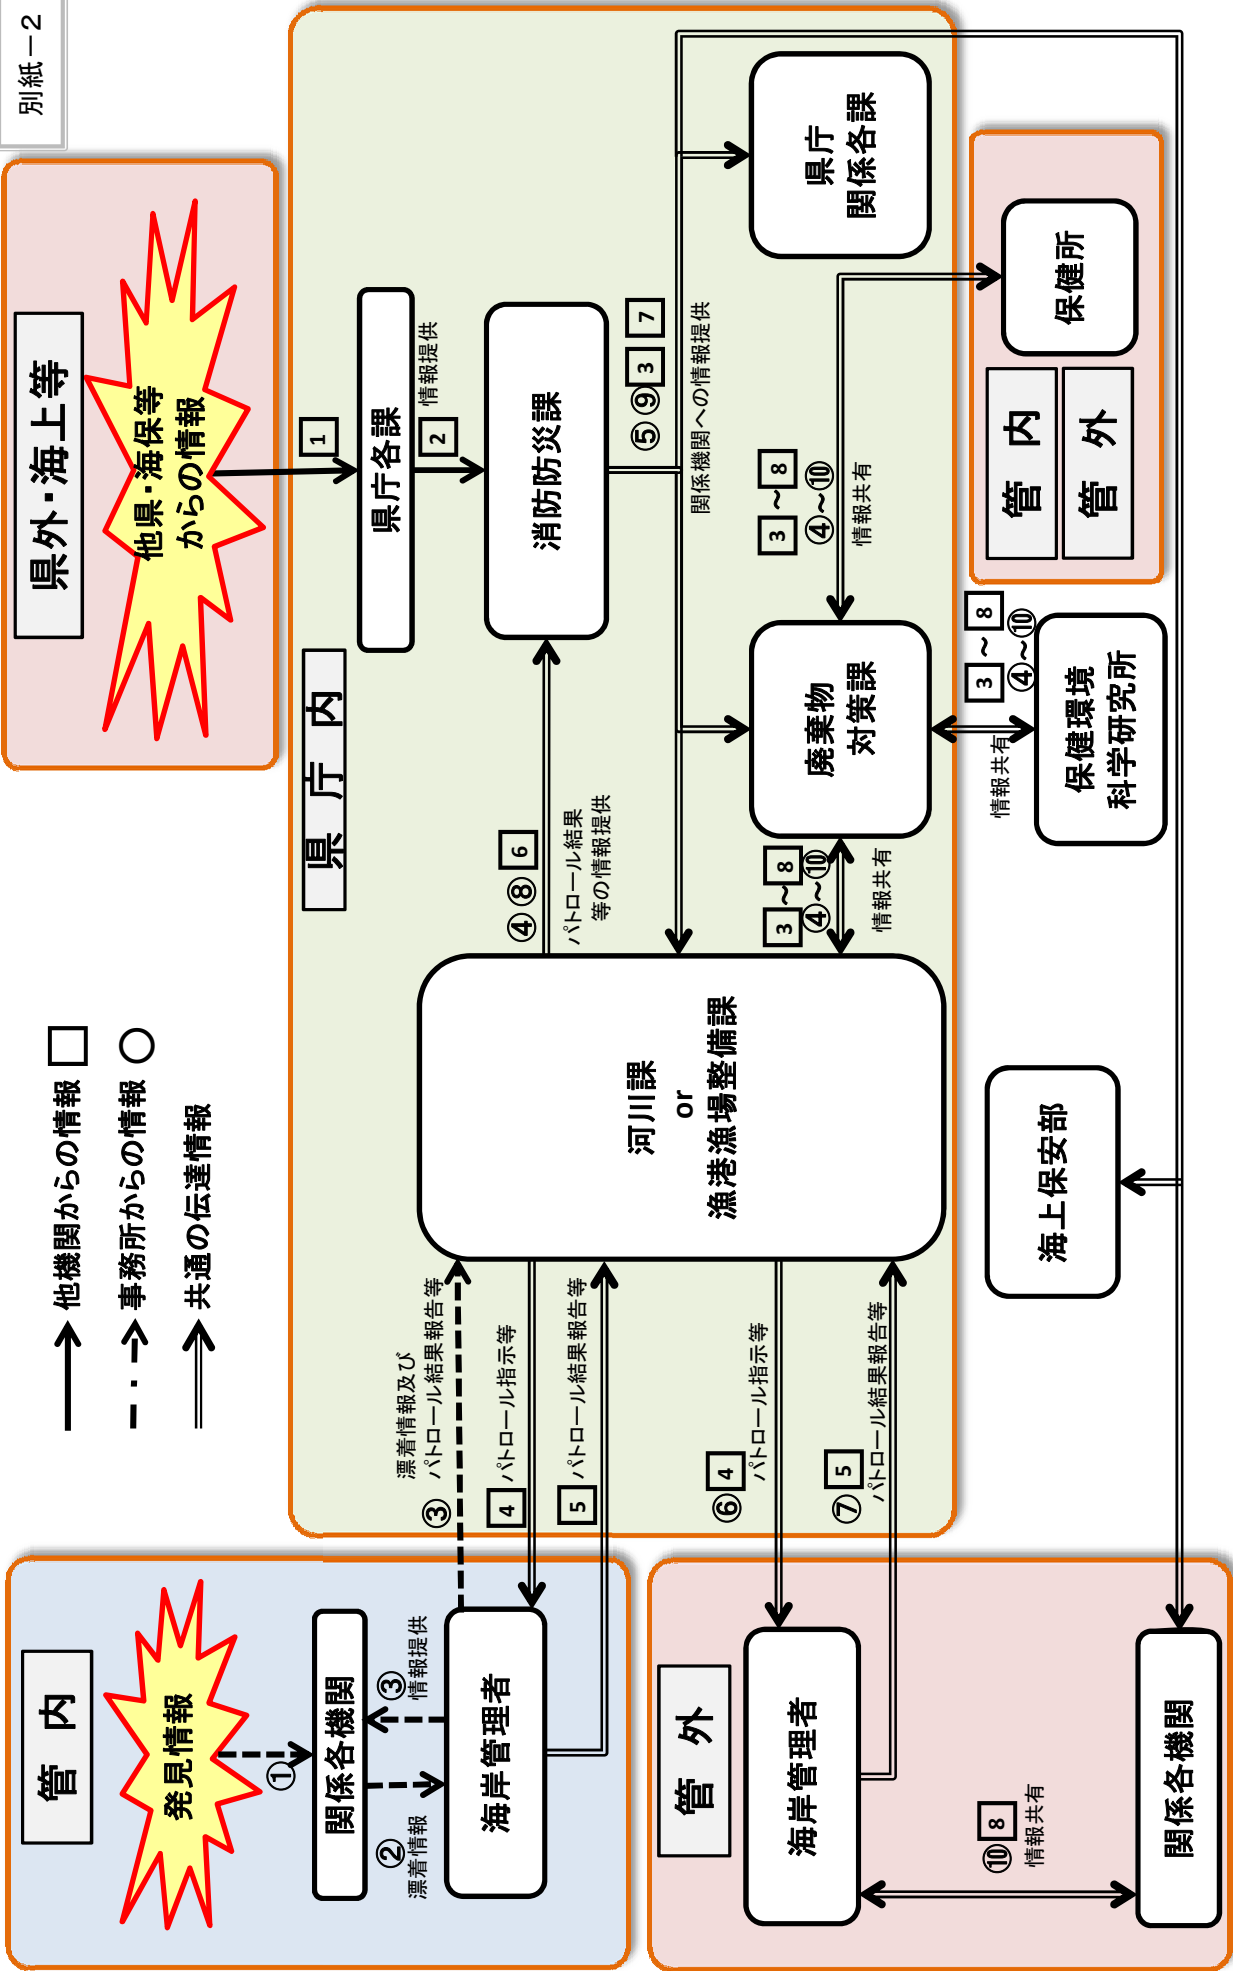 別紙－２
管　内
発見情報
①
関係各機関
②
漂着情報
③
情報提供
海岸管理者
管　外
海岸管理者
⑩ 8
情報共有
関係各機関
他機関からの情報 □
事務所からの情報 ○
共通の伝達情報
県外・海上等
他県・海保等
からの情報
1
県　庁　内
県庁各課
2
情報提供
消防防災課
漂着情報及び
パトロール結果報告等
③
4
パトロール指示等
5
パトロール結果報告等
⑥ 4
パトロール指示等
⑦ 5
パトロール結果報告等
河川課
or
漁港漁場整備課
④ ⑧ 6
パトロール結果
等の情報提供
⑤ ⑨ 3 7
関係機関への情報提供
3 ～ 8
④～⑩
情報共有
廃棄物
対策課
3 ～ 8
④～⑩
情報共有
県庁
関係各課
3 ～ 8
④～⑩
情報共有
保健環境
科学研究所
管　内
管　外
保健所
海上保安部